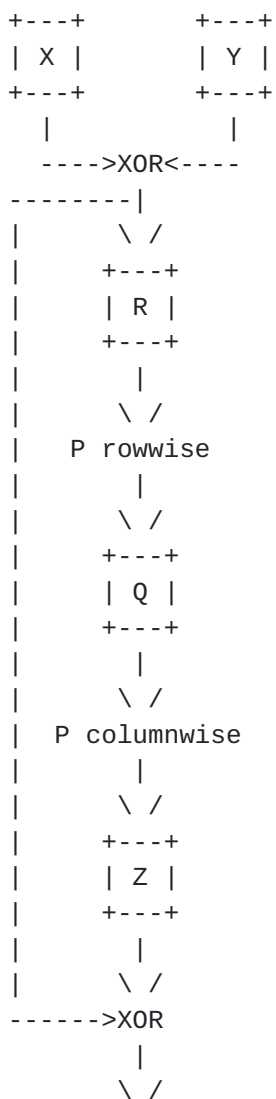 +---+       +---+
| X |       | Y |
+---+       +---+
  |           |
  ---->XOR<----
--------|
|      \ /
|     +---+
|     | R |
|     +---+
|       |
|      \ /
|   P rowwise
|       |
|      \ /
|     +---+
|     | Q |
|     +---+
|       |
|      \ /
|  P columnwise
|       |
|      \ /
|     +---+
|     | Z |
|     +---+
|       |
|      \ /
------>XOR
        |
       \ /